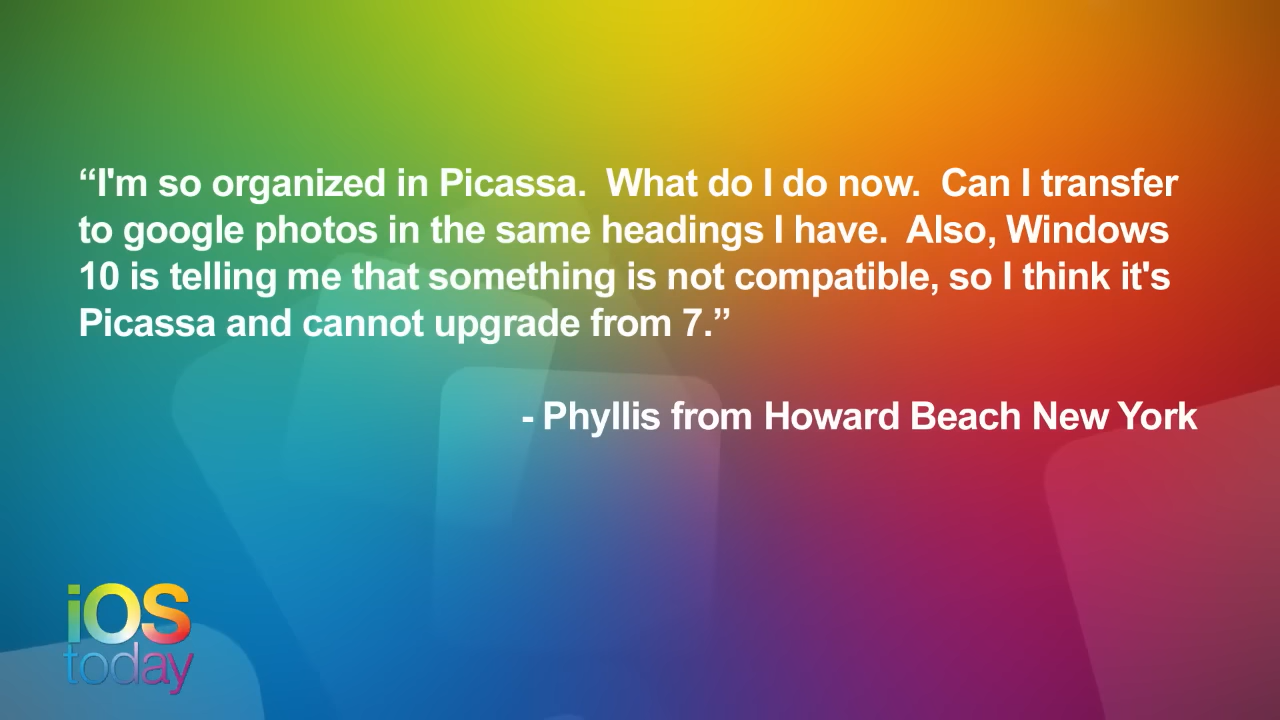 “I'm so organized in Picassa.  What do I do now.  Can I transfer
to google photos in the same headings I have.  Also, Windows
10 is telling me that something is not compatible, so I think it's
Picassa and cannot upgrade from 7.”
- Phyllis from Howard Beach New York
iOS
today